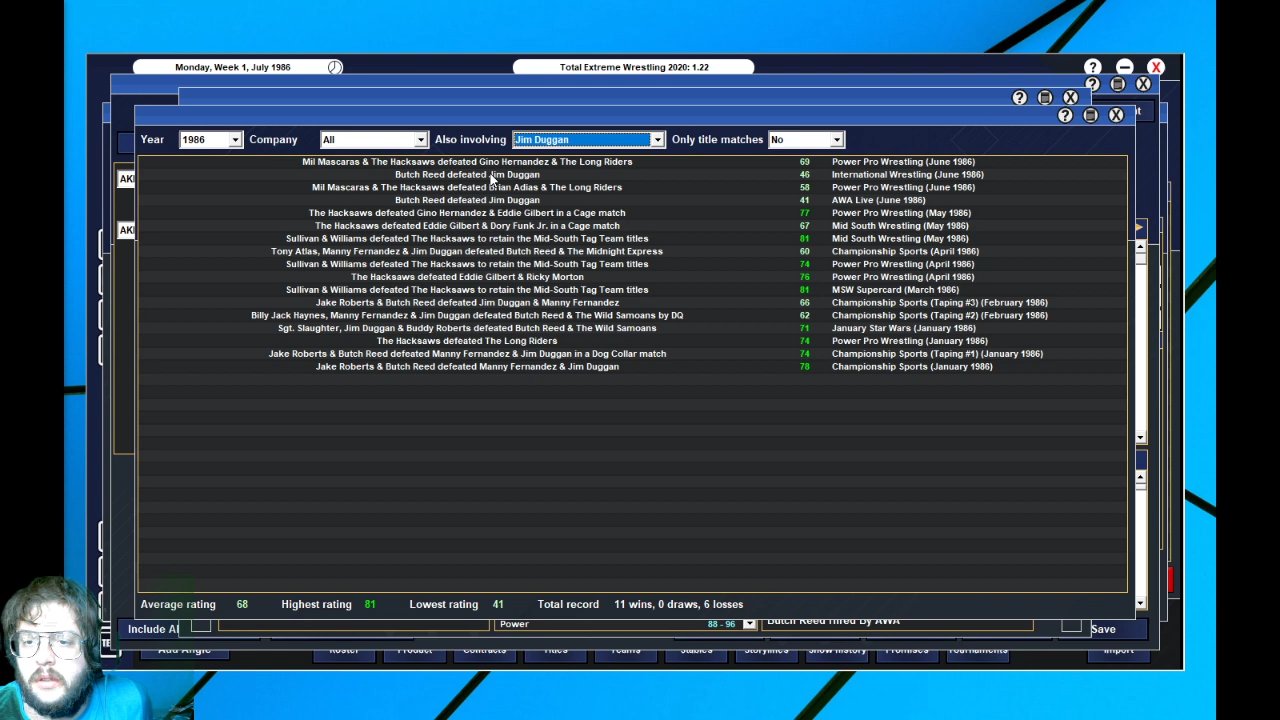 Monday, Week 1, July 1986
Total Extreme Wrestling 2020: 1.22
Year 1986 Company All Also involving Jim Duggan Only title matches No
Mil Mascaras & The Hacksaws defeated Gino Hernandez & The Long Riders 69 Power Pro Wrestling (June 1986)
Butch Reed defeated Jim Duggan 46 International Wrestling (June 1986)
Mil Mascaras & The Hacksaws defeated Brian Adias & The Long Riders 58 Power Pro Wrestling (June 1986)
Butch Reed defeated Jim Duggan 41 AWA Live (June 1986)
The Hacksaws defeated Gino Hernandez & Eddie Gilbert in a Cage match 77 Power Pro Wrestling (May 1986)
The Hacksaws defeated Eddie Gilbert & Dory Funk Jr. in a Cage match 67 Mid South Wrestling (May 1986)
Sullivan & Williams defeated The Hacksaws to retain the Mid-South Tag Team titles 81 Mid South Wrestling (May 1986)
Tony Atlas, Manny Fernandez & Jim Duggan defeated Butch Reed & The Midnight Express 60 Championship Sports (April 1986)
Sullivan & Williams defeated The Hacksaws to retain the Mid-South Tag Team titles 74 Power Pro Wrestling (April 1986)
The Hacksaws defeated Eddie Gilbert & Ricky Morton 76 Power Pro Wrestling (April 1986)
Sullivan & Williams defeated The Hacksaws to retain the Mid-South Tag Team titles 81 MSW Supercard (March 1986)
Jake Roberts & Butch Reed defeated Jim Duggan & Manny Fernandez 66 Championship Sports (Taping #3) (February 1986)
Billy Jack Haynes, Manny Fernandez & Jim Duggan defeated Butch Reed & The Wild Samoans by DQ 62 Championship Sports (Taping #2) (February 1986)
Sgt. Slaughter, Jim Duggan & Buddy Roberts defeated Butch Reed & The Wild Samoans 71 January Star Wars (January 1986)
The Hacksaws defeated The Long Riders 74 Power Pro Wrestling (January 1986)
Jake Roberts & Butch Reed defeated Manny Fernandez & Jim Duggan in a Dog Collar match 74 Championship Sports (Taping #1) (January 1986)
Jake Roberts & Butch Reed defeated Manny Fernandez & Jim Duggan 78 Championship Sports (January 1986)
Average rating 68 Highest rating 81 Lowest rating 41 Total record 11 wins, 0 draws, 6 losses
Power 88 - 96 Butch Reed hired By AWA
Save
Add Angle Roster Product Contracts Titles Teams Stables Storylines Show History Promises Tournaments Import